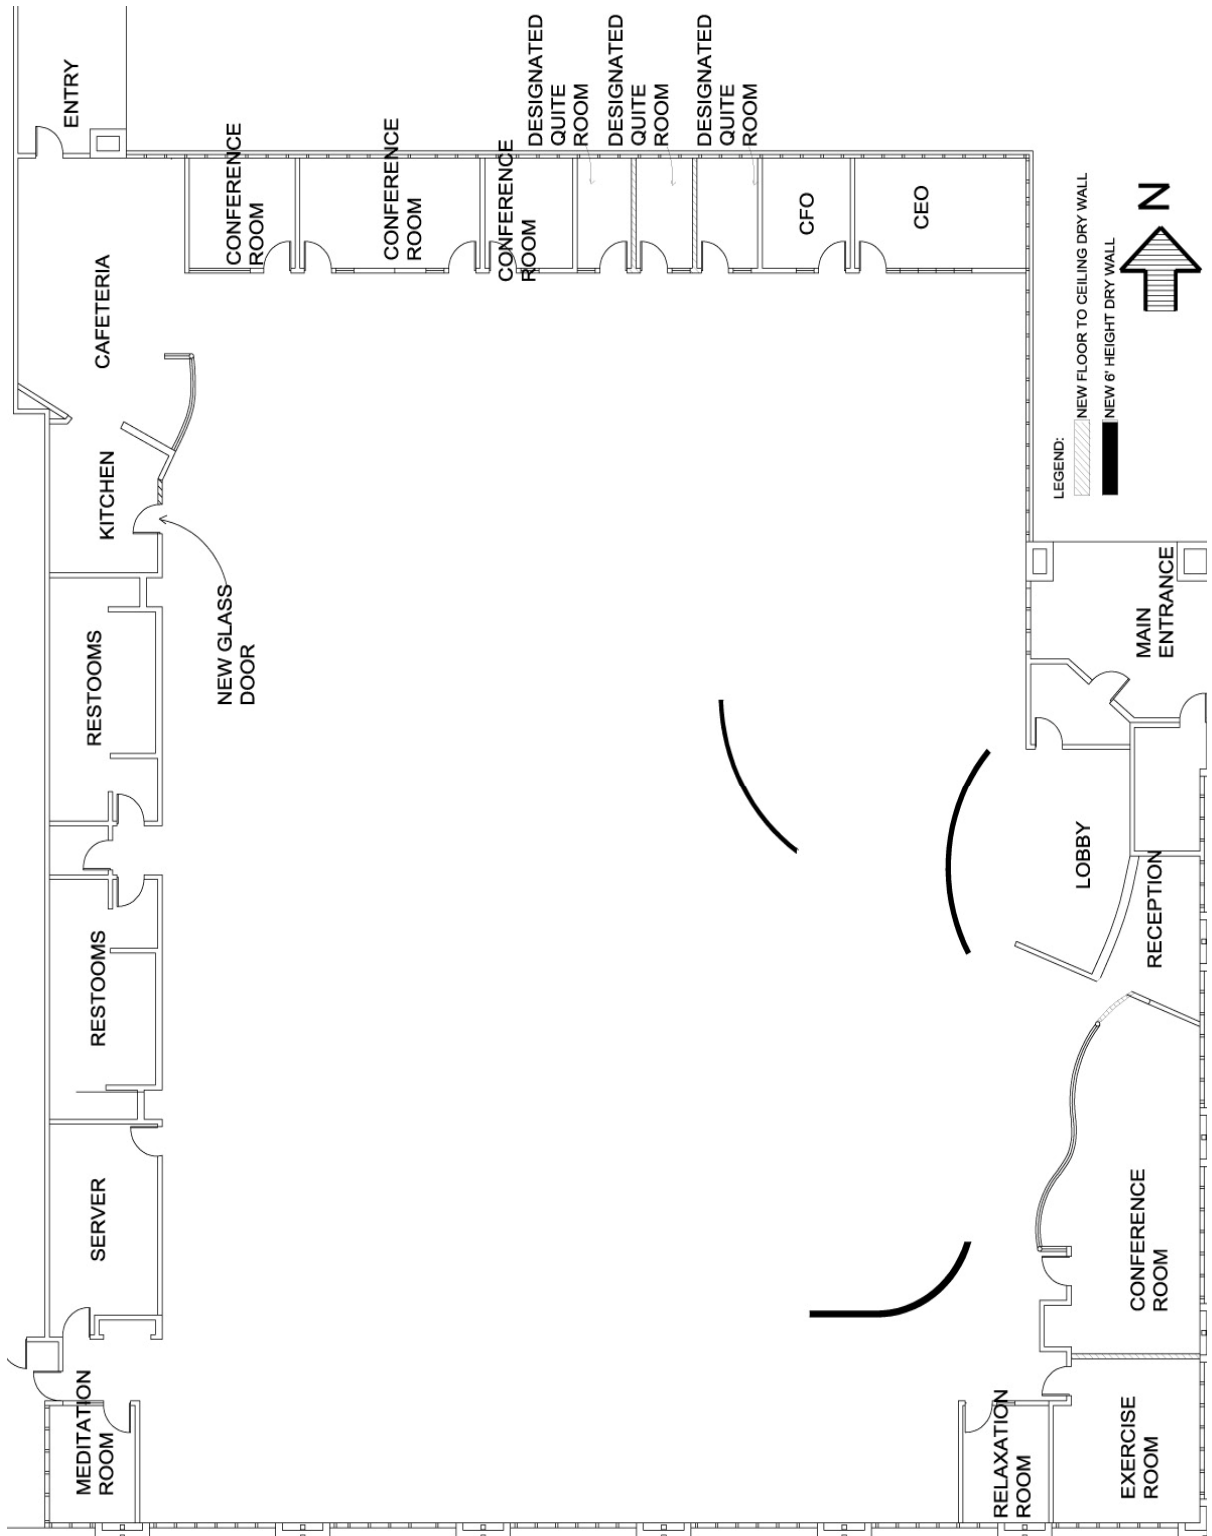 ENTRY
CONFERENCE
ROOM
CONFERENCE
ROOM
CONFERENCE
ROOM
DESIGNATED
QUITE
ROOM
DESIGNATED
QUITE
ROOM
DESIGNATED
QUITE
ROOM
CFO
CEO
N
LEGEND:
NEW FLOOR TO CEILING DRY WALL
NEW 6' HEIGHT DRY WALL
CAFETERIA
KITCHEN
NEW GLASS
DOOR
RESTOOMS
RESTOOMS
SERVER
MEDITATION
ROOM
MAIN
ENTRANCE
LOBBY
RECEPTION
CONFERENCE
ROOM
RELAXATION
ROOM
EXERCISE
ROOM